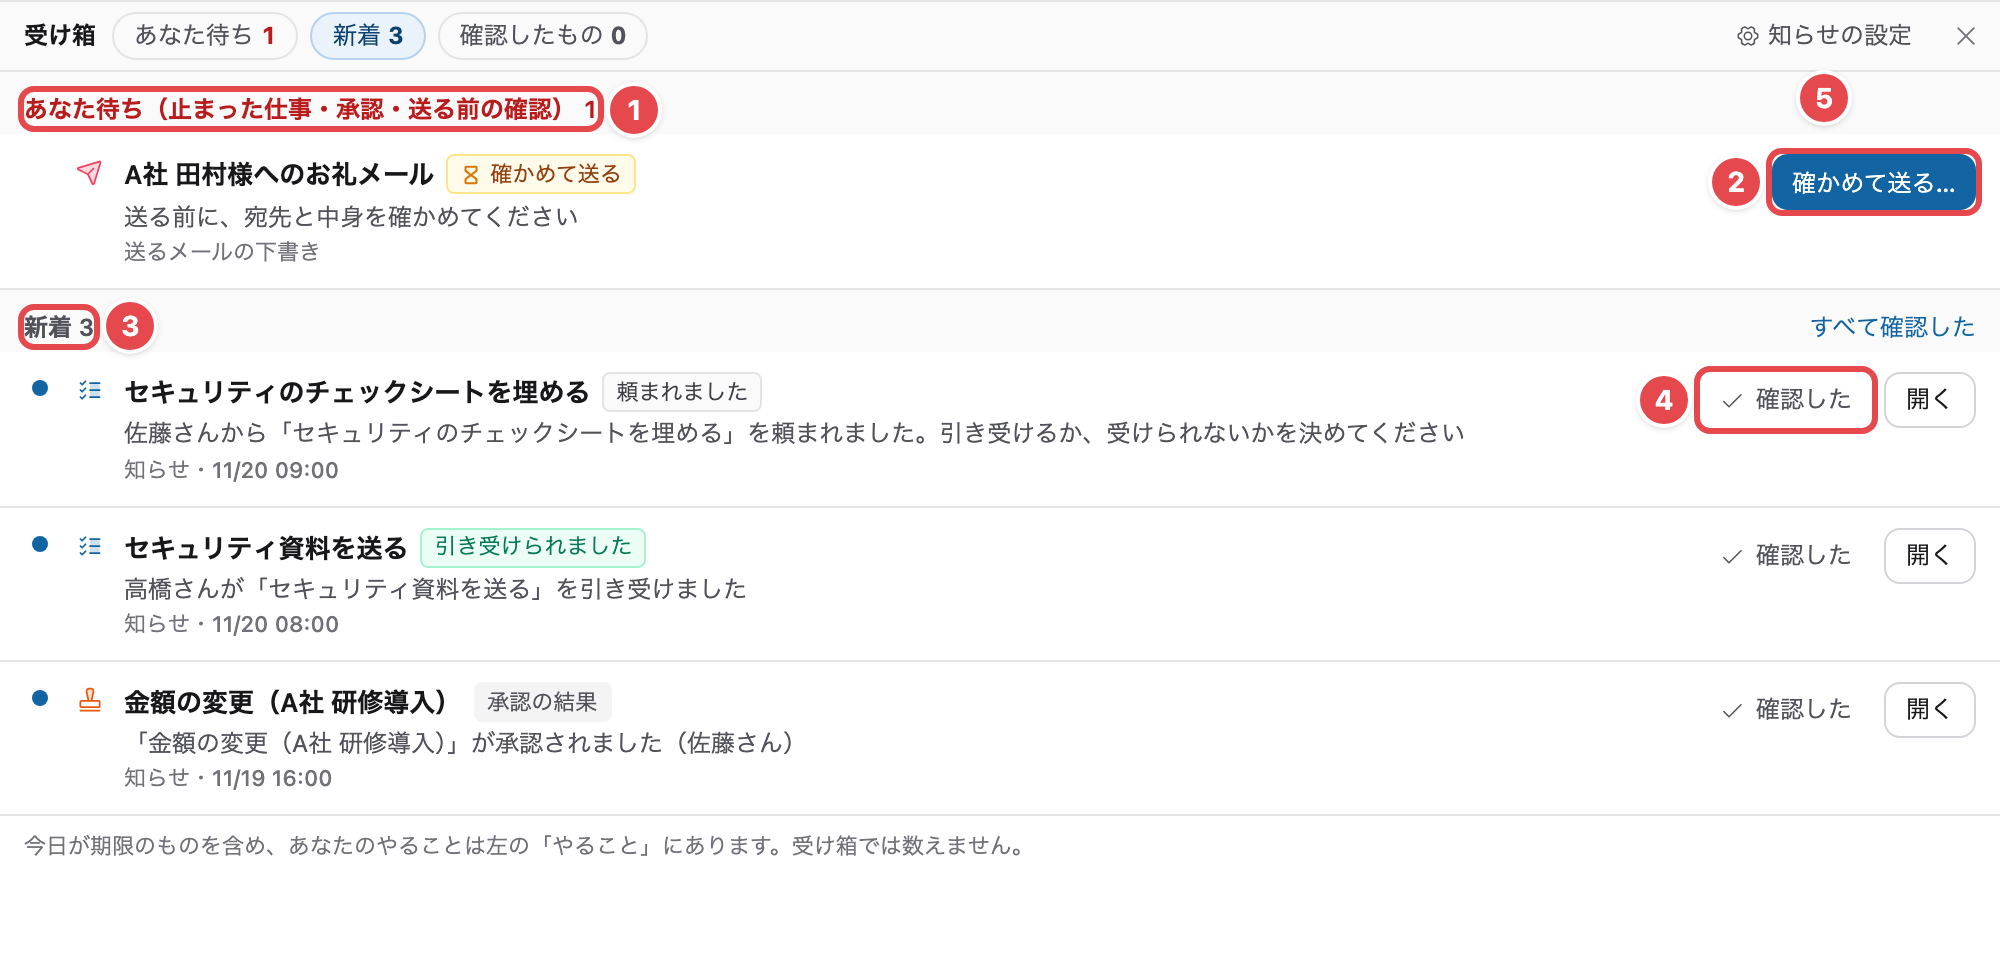 受け箱 あなた待ち 1 新着 3 確認したもの 0 知らせの設定
あなた待ち（止まった仕事・承認・送る前の確認） 1 1 5
A社 田村様へのお礼メール 確かめて送る 2 確かめて送る...
送る前に、宛先と中身を確かめてください
送るメールの下書き
新着 3 3 すべて確認した
セキュリティのチェックシートを埋める 頼まれました 4 確認した 開く
佐藤さんから「セキュリティのチェックシートを埋める」を頼まれました。引き受けるか、受けられないかを決めてください
知らせ・11/20 09:00
セキュリティ資料を送る 引き受けられました 確認した 開く
高橋さんが「セキュリティ資料を送る」を引き受けました
知らせ・11/20 08:00
金額の変更（A社 研修導入） 承認の結果 確認した 開く
「金額の変更（A社 研修導入）」が承認されました（佐藤さん）
知らせ・11/19 16:00
今日が期限のものを含め、あなたのやることは左の「やること」にあります。受け箱では数えません。